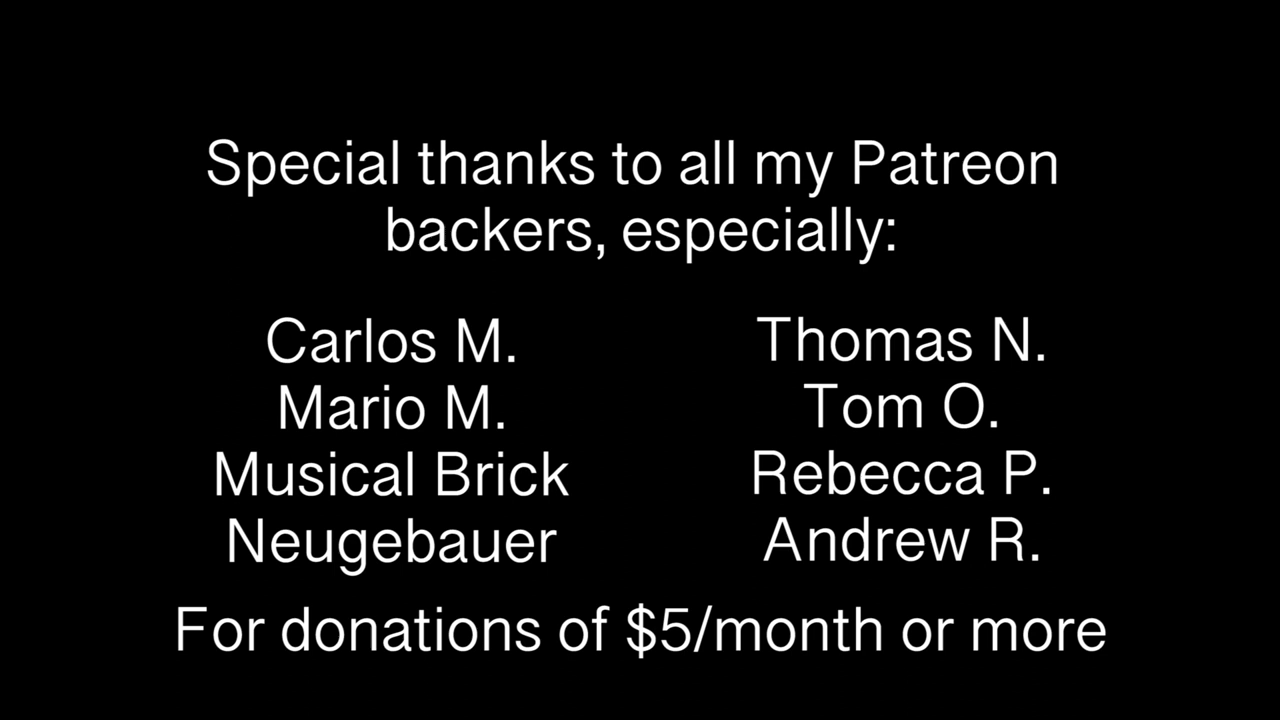 Special thanks to all my Patreon
backers, especially:
Carlos M.
Mario M.
Musical Brick
Neugebauer
Thomas N.
Tom O.
Rebecca P.
Andrew R.
For donations of $5/month or more